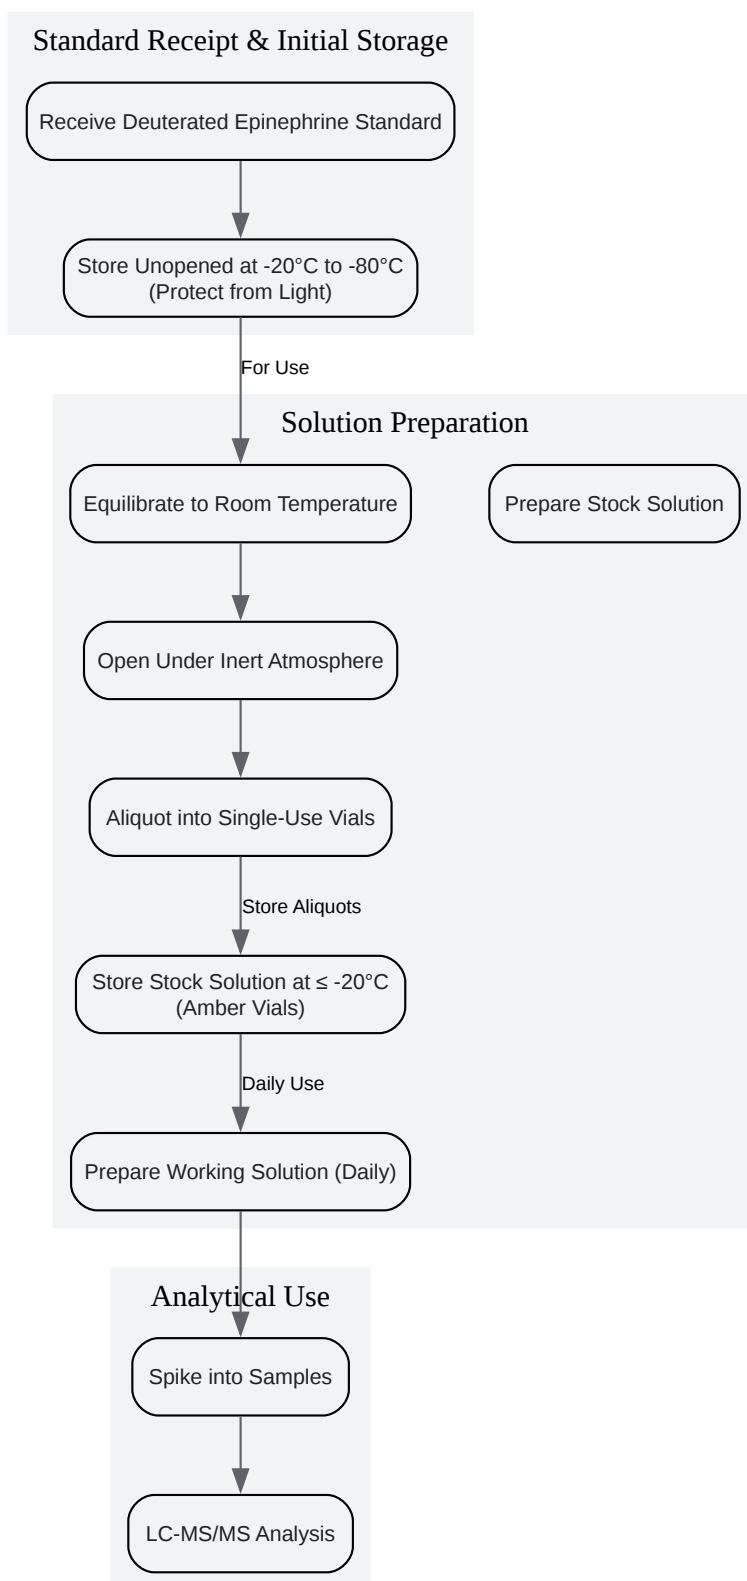 Standard Receipt & Initial Storage
Receive Deuterated Epinephrine Standard
Store Unopened at -20°C to -80°C
(Protect from Light)
For Use
Solution Preparation
Equilibrate to Room Temperature
Prepare Stock Solution
Open Under Inert Atmosphere
Aliquot into Single-Use Vials
Store Aliquots
Store Stock Solution at ≤ -20°C
(Amber Vials)
Daily Use
Prepare Working Solution (Daily)
Analytical Use
Spike into Samples
LC-MS/MS Analysis